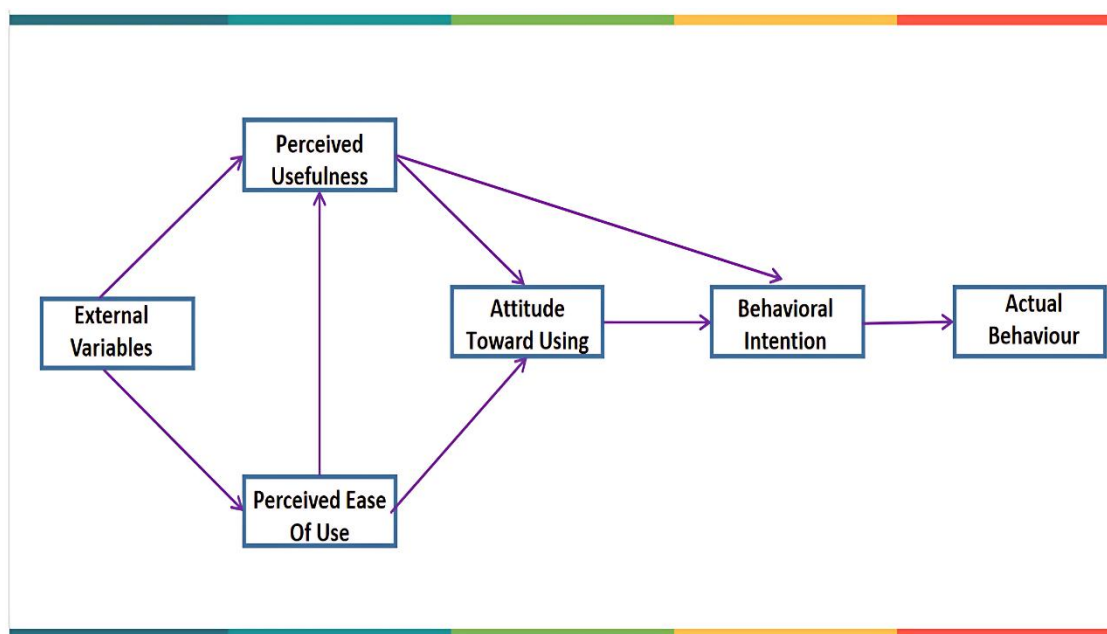 Perceived
Usefulness
External
Variables
Attitude
Toward Using
Behavioral
Intention
Actual
Behaviour
Perceived Ease
Of Use